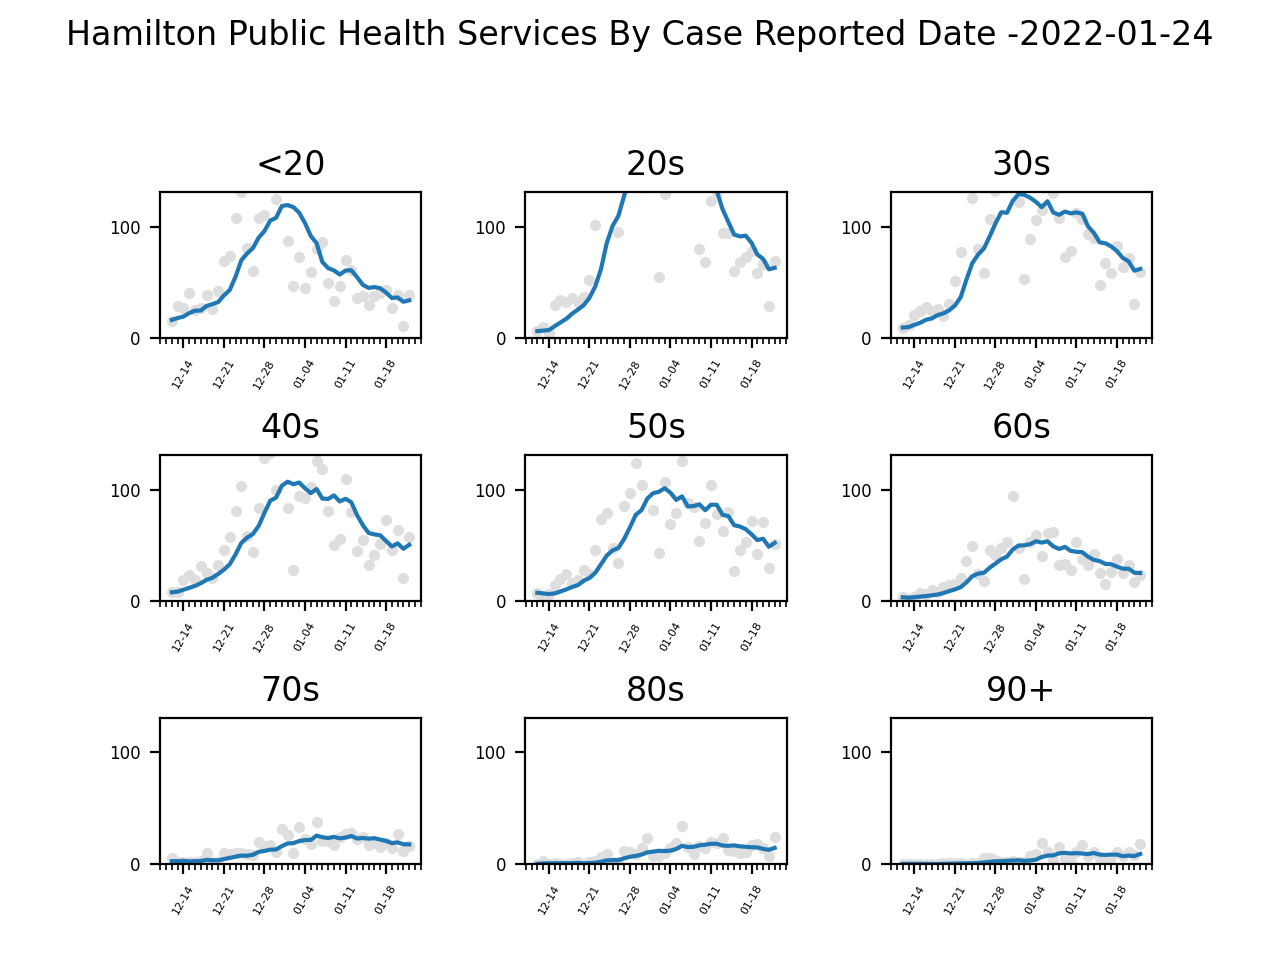 Hamilton Public Health Services By Case Reported Date -2022-01-24
<20 20s 30s
100 100 100
0 0 0
12-14 12-21 12-28 01-04 01-11 01-18 12-14 12-21 12-28 01-04 01-11 01-18 12-14 12-21 12-28 01-04 01-11 01-18
40s 50s 60s
100 100 100
0 0 0
12-14 12-21 12-28 01-04 01-11 01-18 12-14 12-21 12-28 01-04 01-11 01-18 12-14 12-21 12-28 01-04 01-11 01-18
70s 80s 90+
100 100 100
0 0 0
12-14 12-21 12-28 01-04 01-11 01-18 12-14 12-21 12-28 01-04 01-11 01-18 12-14 12-21 12-28 01-04 01-11 01-18